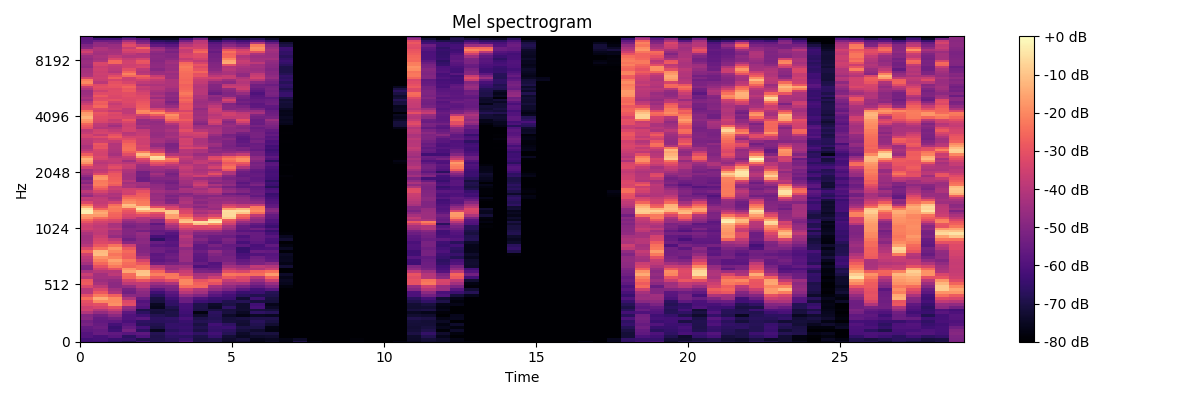 Mel spectrogram
+0 dB
8192
-10 dB
4096
-20 dB
-30 dB
2048
Hz
-40 dB
1024
-50 dB
-60 dB
512
-70 dB
0
-80 dB
0 5 10 15 20 25
Time